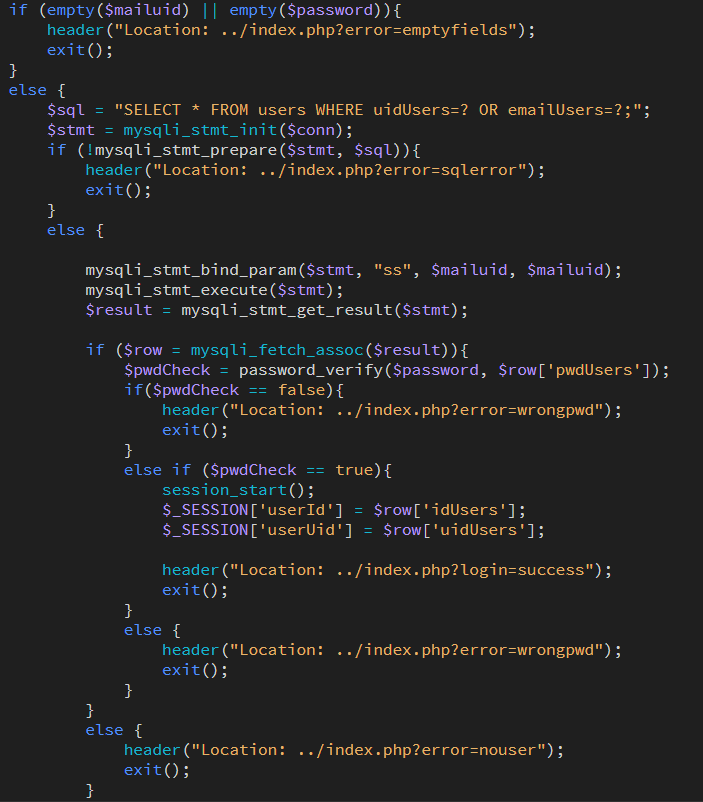 if (empty($mailuid) || empty($password)){
    header("Location: ../index.php?error=emptyfields");
    exit();
}
else {
    $sql = "SELECT * FROM users WHERE uidUsers=? OR emailUsers=?;";
    $stmt = mysqli_stmt_init($conn);
    if (!mysqli_stmt_prepare($stmt, $sql)){
        header("Location: ../index.php?error=sqlerror");
        exit();
    }
    else {

        mysqli_stmt_bind_param($stmt, "ss", $mailuid, $mailuid);
        mysqli_stmt_execute($stmt);
        $result = mysqli_stmt_get_result($stmt);

        if ($row = mysqli_fetch_assoc($result)){
            $pwdCheck = password_verify($password, $row['pwdUsers']);
            if($pwdCheck == false){
                header("Location: ../index.php?error=wrongpwd");
                exit();
            }
            else if ($pwdCheck == true){
                session_start();
                $_SESSION['userId'] = $row['idUsers'];
                $_SESSION['userUid'] = $row['uidUsers'];

                header("Location: ../index.php?login=success");
                exit();
            }
            else {
                header("Location: ../index.php?error=wrongpwd");
                exit();
            }
        }
        else {
            header("Location: ../index.php?error=nouser");
            exit();
        }